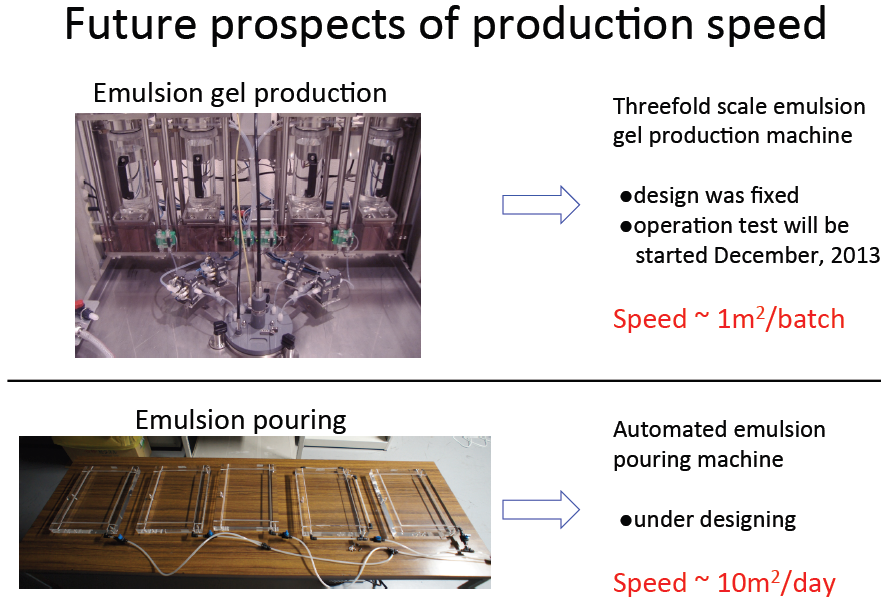 Future prospects of production speed
Emulsion gel production
Threefold scale emulsion
gel production machine
●design was fixed
●operation test will be
started December, 2013
Speed ~ 1m²/batch
Emulsion pouring
Automated emulsion
pouring machine
●under designing
Speed ~ 10m²/day